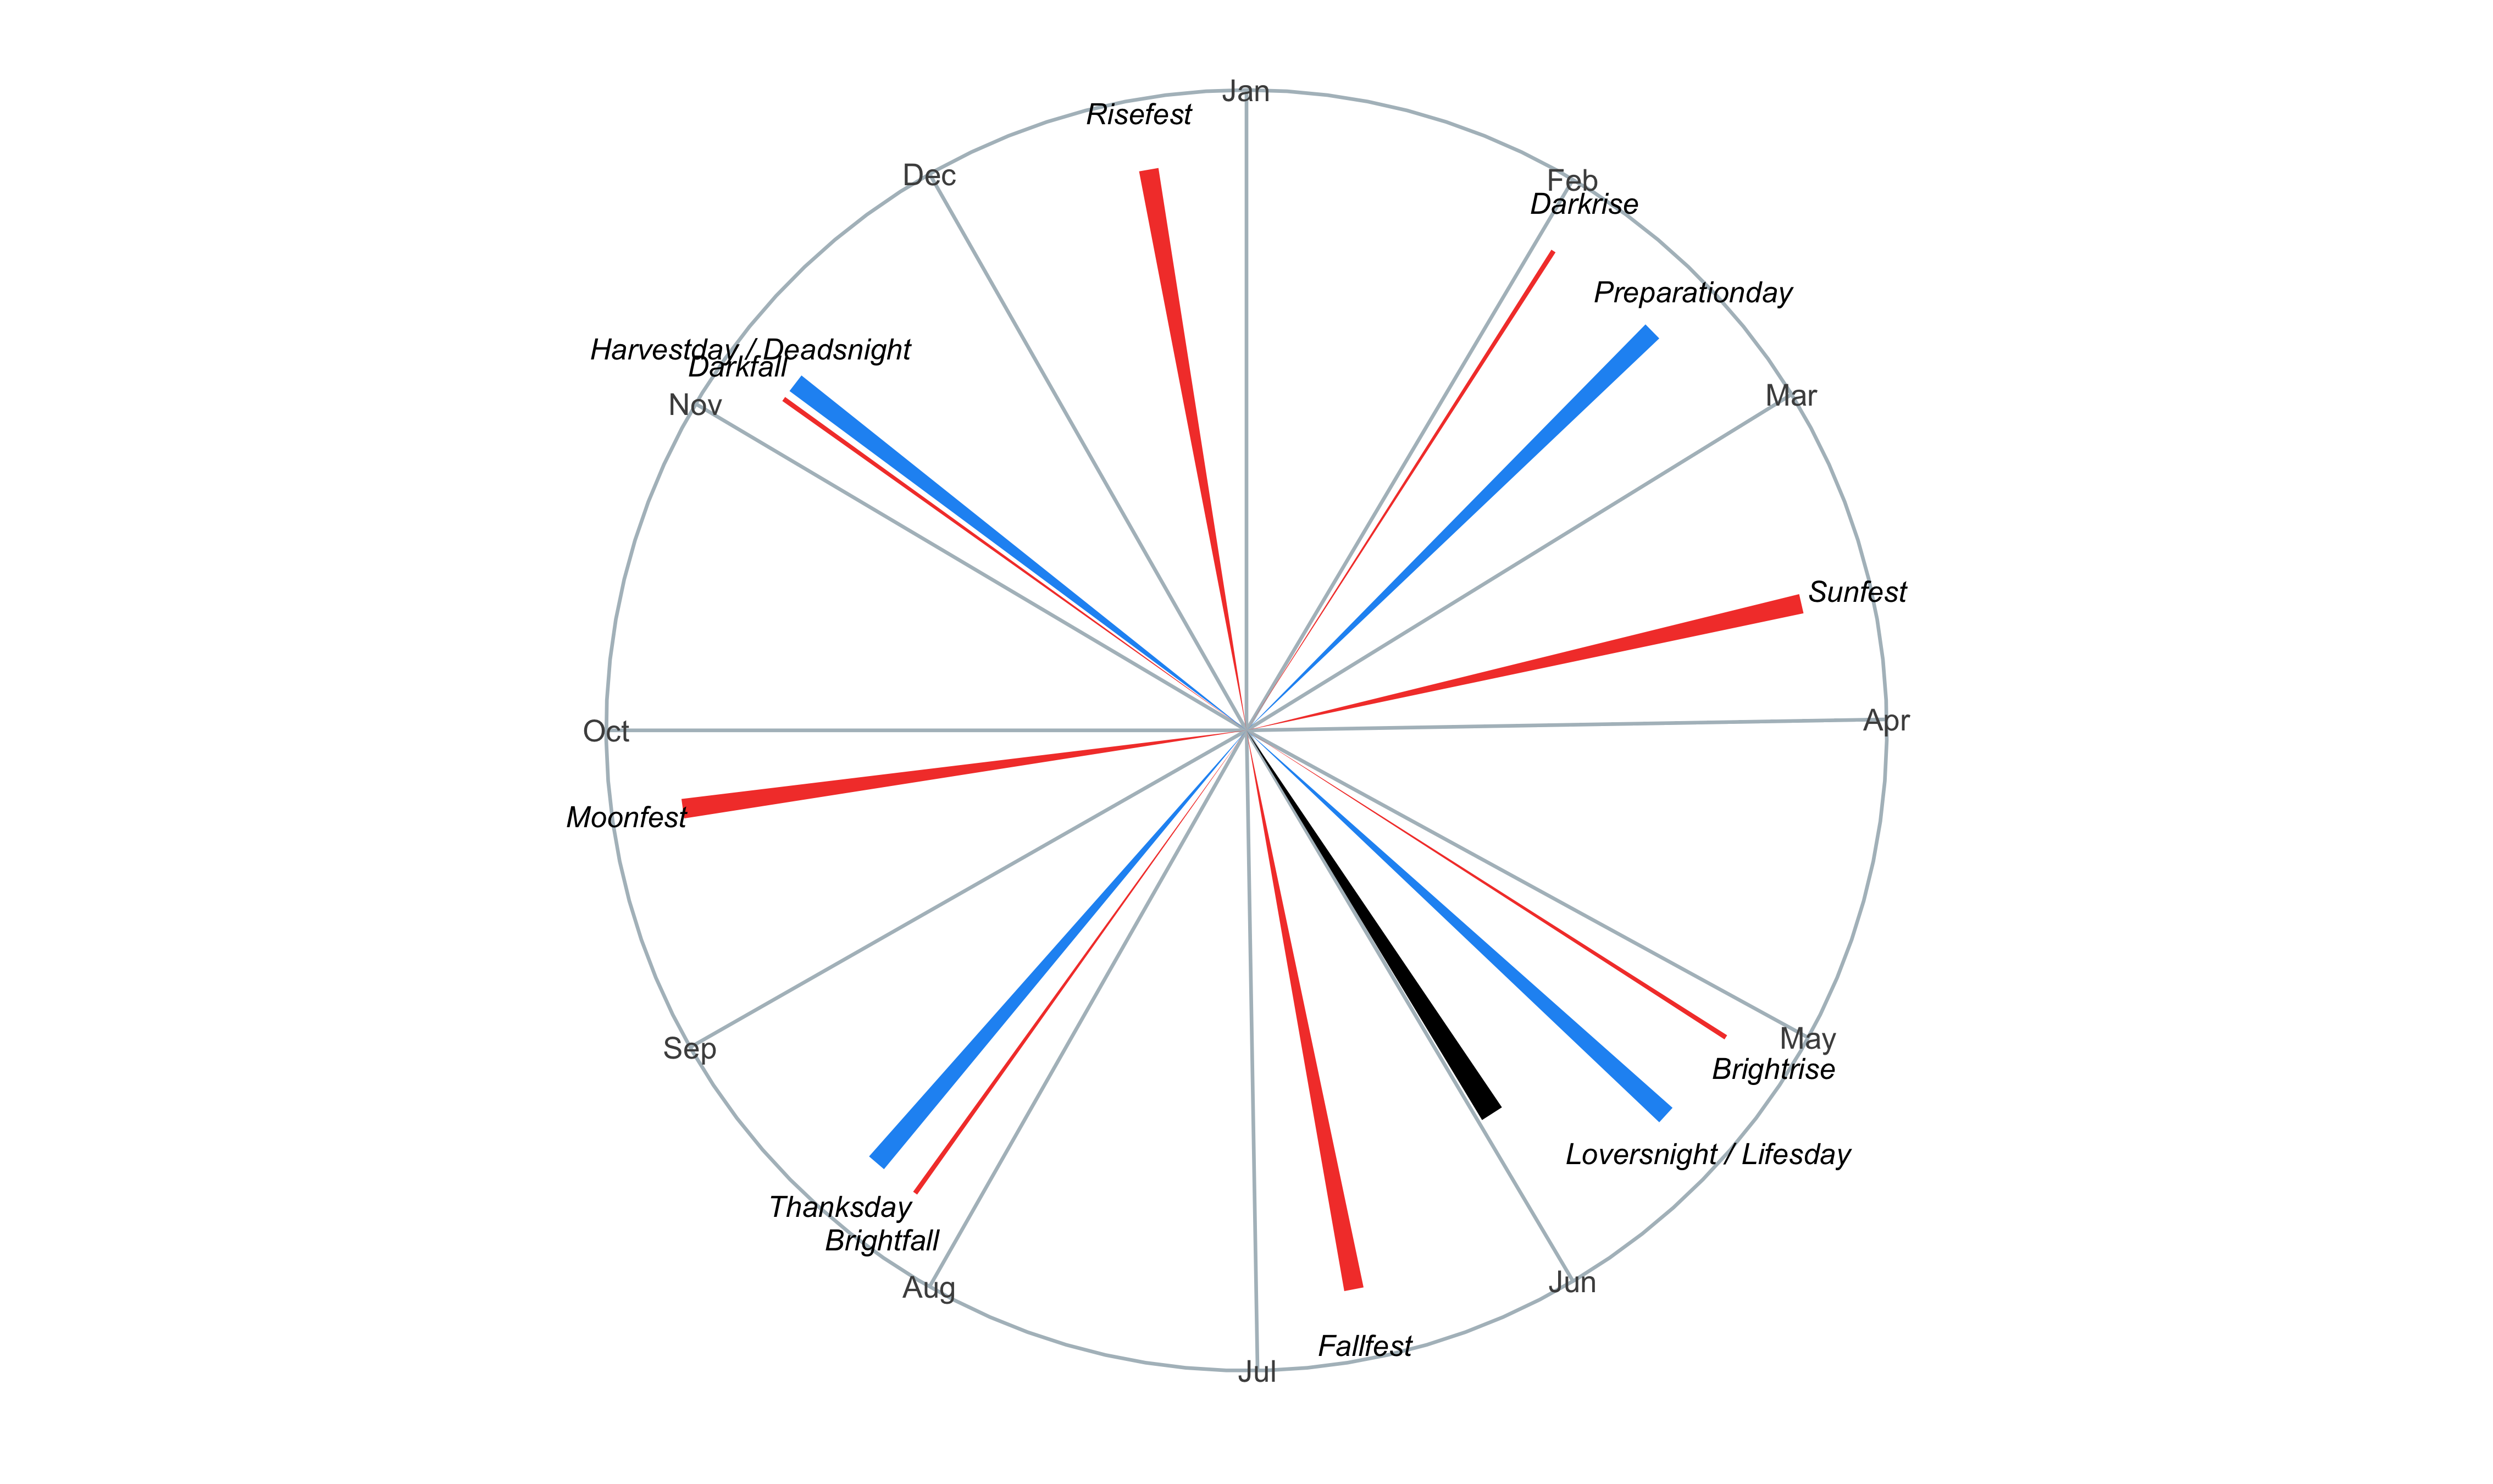 Jan
Risefest
Dec
Feb
Darkrise
Preparationday
Harvestday / Deadsnight
Darkfall
Mar
Nov
Sunfest
Apr
Oct
Moonfest
May
Sep
Brightrise
Loversnight / Lifesday
Thanksday
Brightfall
Jun
Aug
Fallfest
Jul